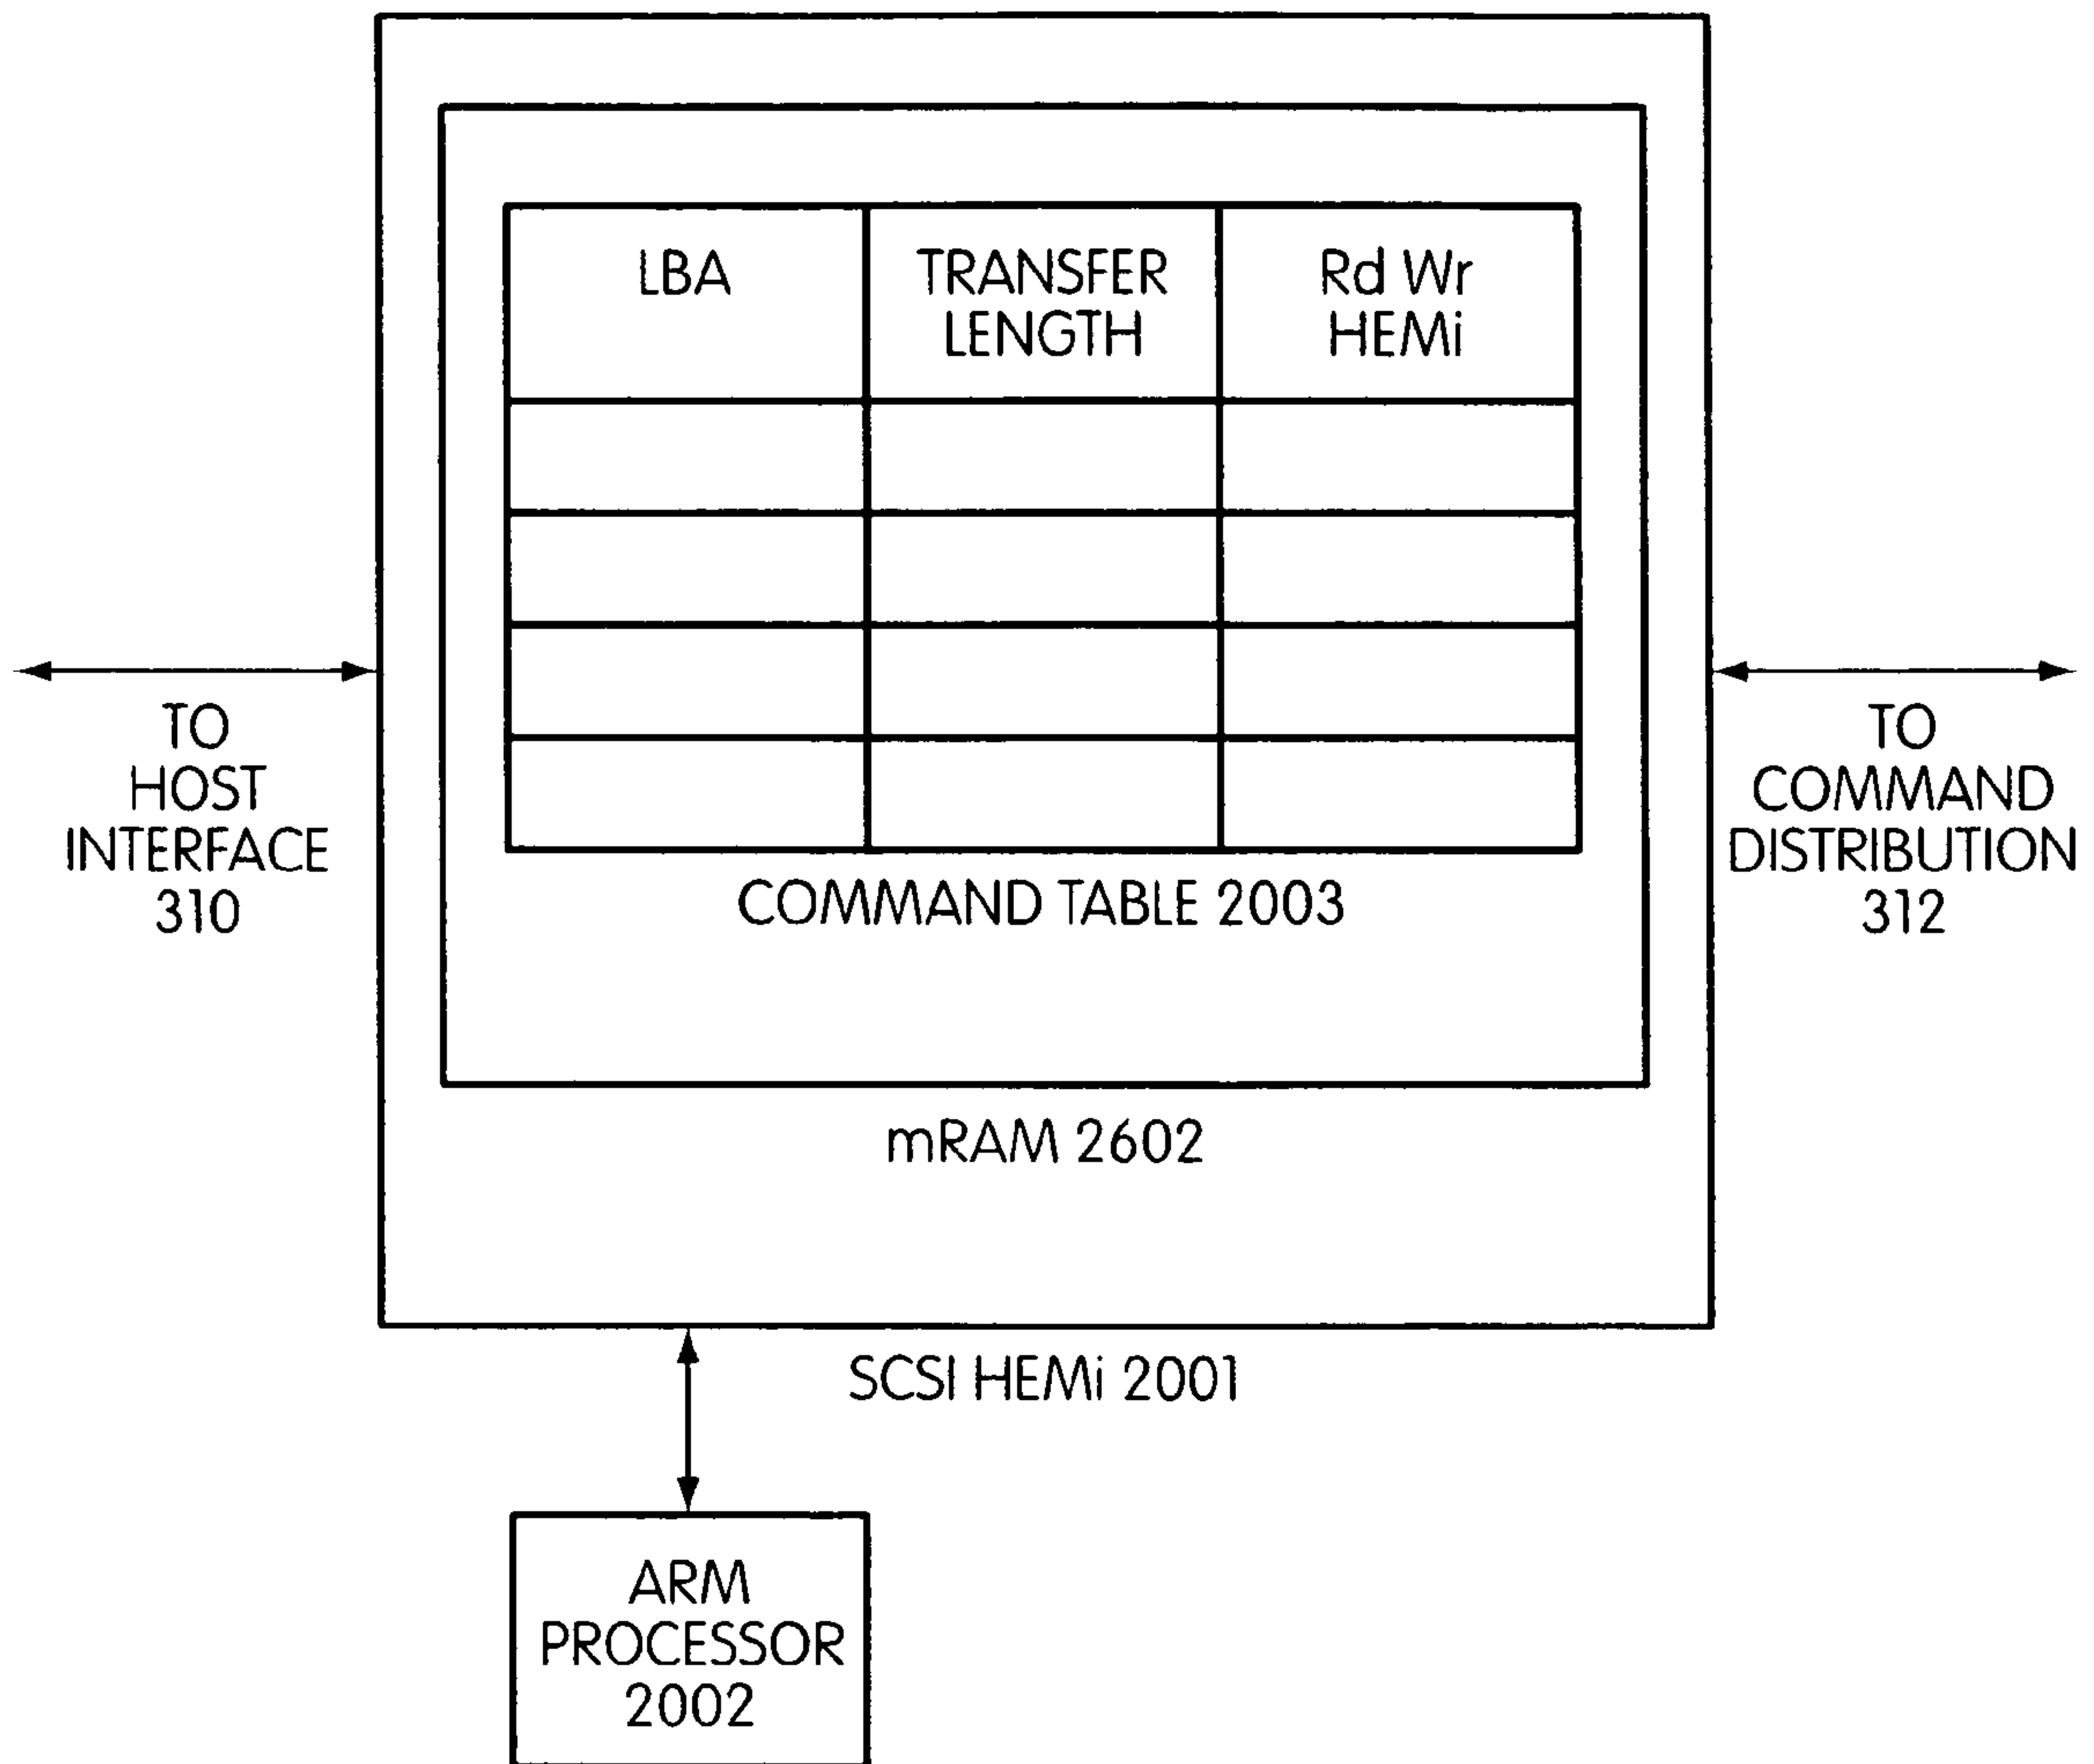 LBA
TRANSFER
LENGTH
Rd Wr
HEMi
TO
HOST
INTERFACE
310
TO
COMMAND
DISTRIBUTION
312
COMMAND TABLE 2003
mRAM 2602
SCSI HEMi 2001
ARM
PROCESSOR
2002